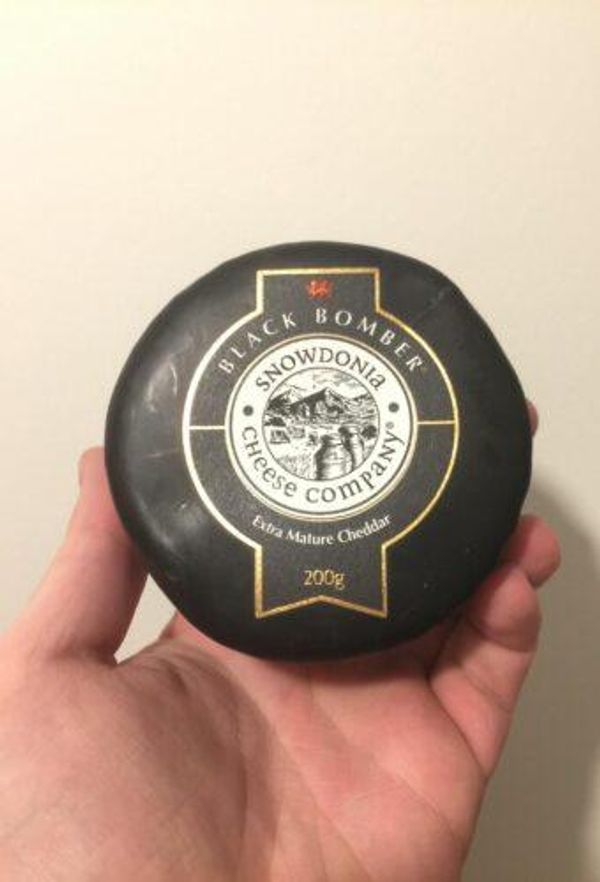 BLACK BOMBER
SNOWDONIA
CHEESE COMPANY®
Extra Mature Cheddar
200g